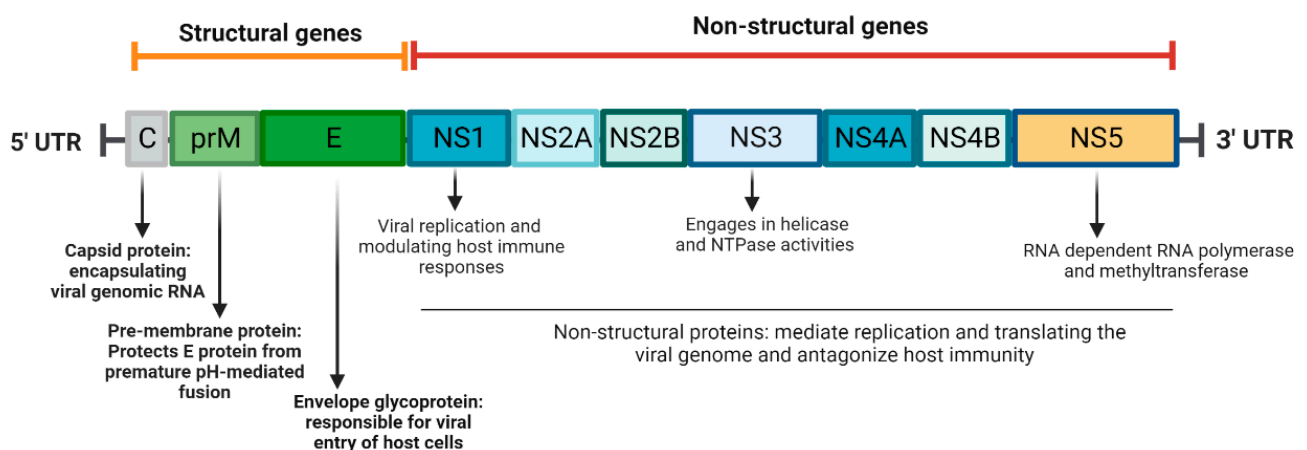 Structural genes
Non-structural genes
5' UTR
C
prM
E
NS1
NS2A
NS2B
NS3
NS4A
NS4B
NS5
3' UTR
Capsid protein:
encapsulating
viral genomic RNA
Pre-membrane protein:
Protects E protein from
premature pH-mediated
fusion
Envelope glycoprotein:
responsible for viral
entry of host cells
Viral replication and
modulating host immune
responses
Engages in helicase
and NTPase activities
RNA dependent RNA polymerase
and methyltransferase
Non-structural proteins: mediate replication and translating the
viral genome and antagonize host immunity